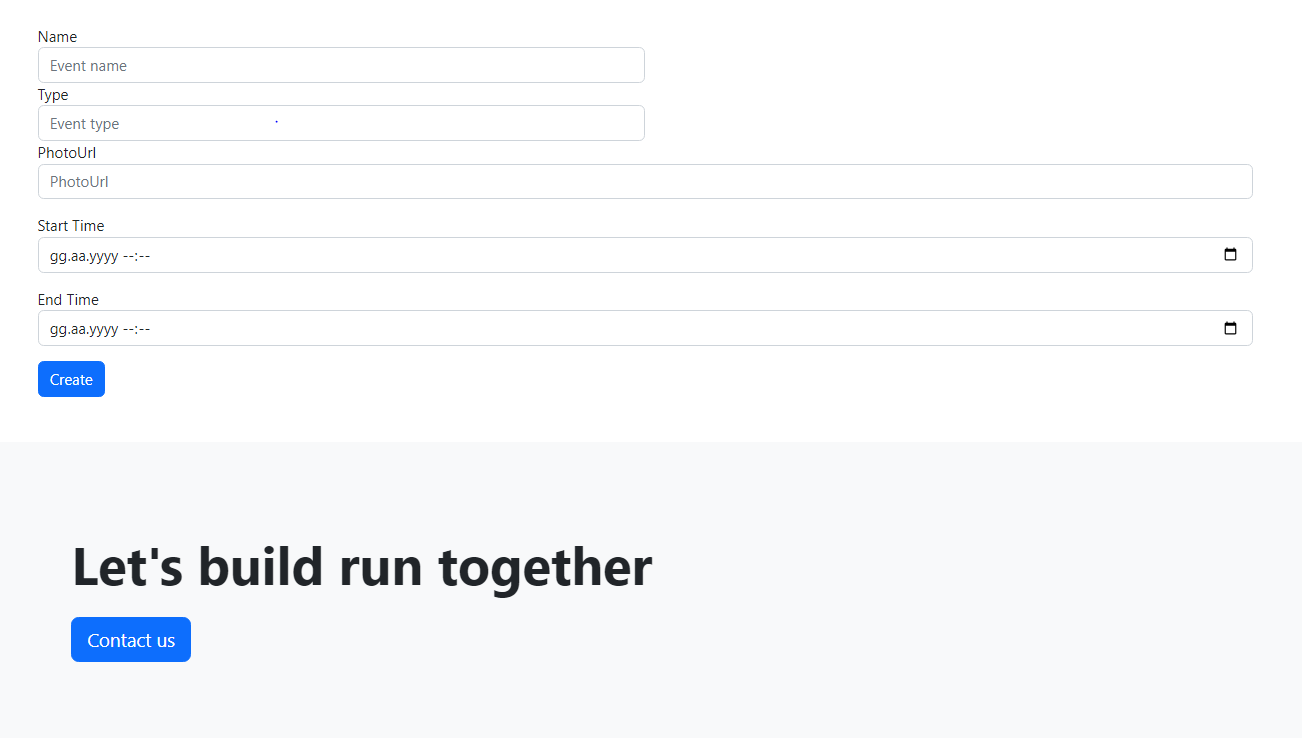 Name
Event name
Type
Event type
PhotoUrl
PhotoUrl
Start Time
gg.aa.yyyy --:--
End Time
gg.aa.yyyy --:--
Create
Let's build run together
Contact us